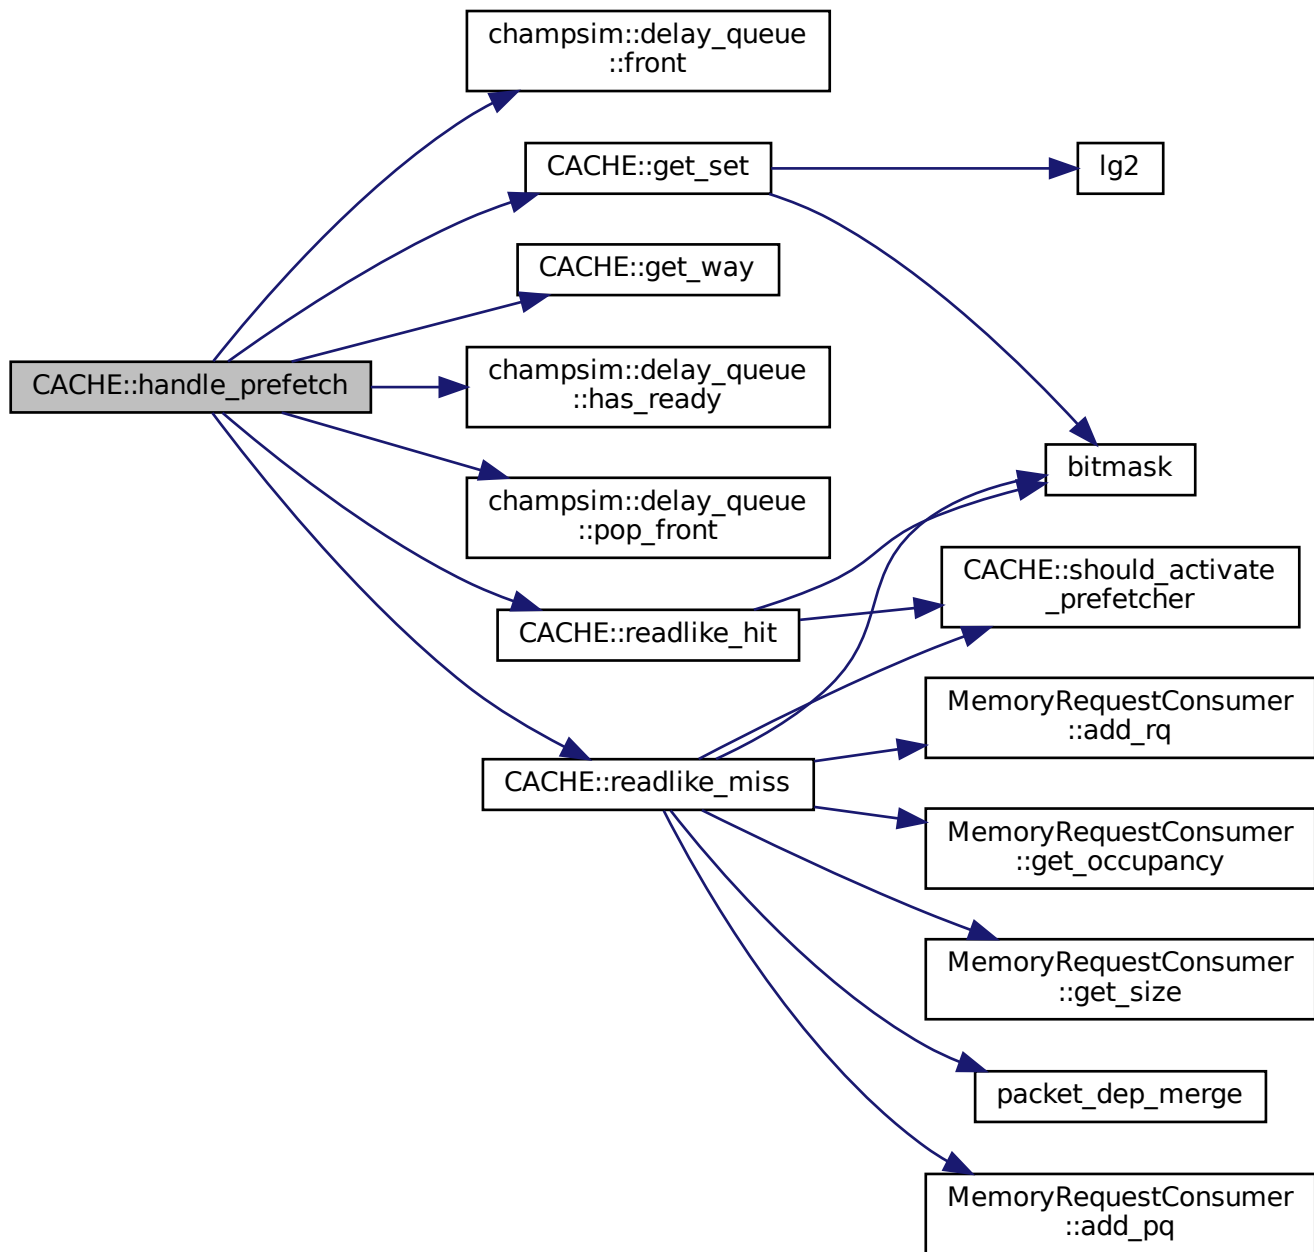 champsim::delay_queue
::front
CACHE::get_set
lg2
CACHE::get_way
CACHE::handle_prefetch
champsim::delay_queue
::has_ready
bitmask
champsim::delay_queue
::pop_front
CACHE::should_activate
_prefetcher
CACHE::readlike_hit
MemoryRequestConsumer
::add_rq
CACHE::readlike_miss
MemoryRequestConsumer
::get_occupancy
MemoryRequestConsumer
::get_size
packet_dep_merge
MemoryRequestConsumer
::add_pq